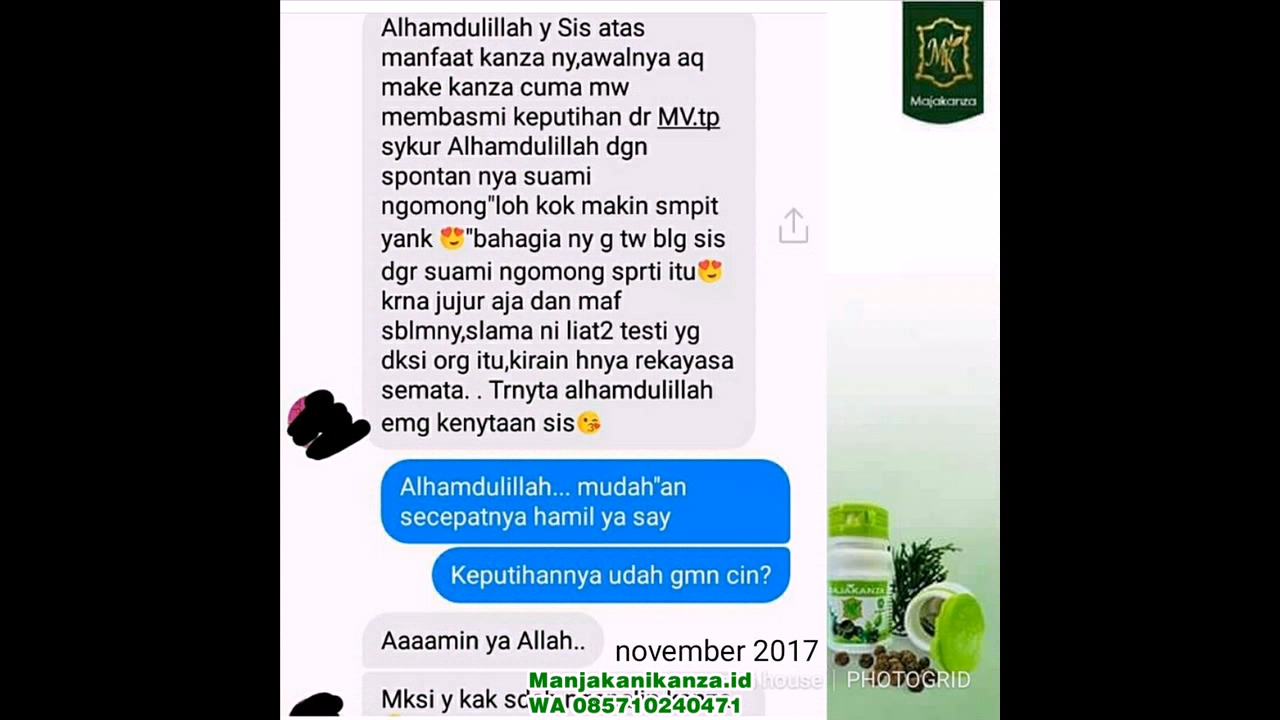 Alhamdulillah y Sis atas
manfaat kanza ny,awalnya aq
make kanza cuma mw
membasmi keputihan dr MV.tp
sykur Alhamdulillah dgn
spontan nya suami
ngomong"loh kok makin smpit
yank 😍"bahagia ny g tw blg sis
dgr suami ngomong sprti itu😍
krna jujur aja dan maf
sblmny,slama ni liat2 testi yg
dksi org itu,kirain hnya rekayasa
semata. . Trnyta alhamdulillah
emg kenytaan sis😘
Alhamdulillah... mudah"an
secepatnya hamil ya say
Keputihannya udah gmn cin?
Aaaamin ya Allah..
Mksi y kak
november 2017
Manjakanikanza.id
WA 085710240471
house | PHOTOGRID
MK
Majakanza
MAJAKANZA